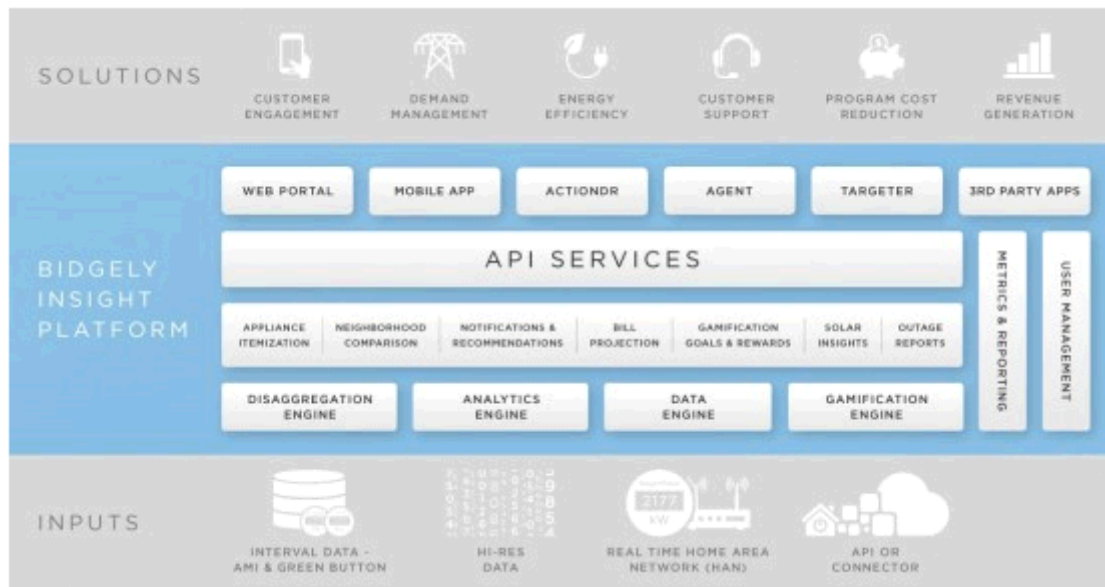 SOLUTIONS
CUSTOMER
ENGAGEMENT
DEMAND
MANAGEMENT
ENERGY
EFFICIENCY
CUSTOMER
SUPPORT
PROGRAM COST
REDUCTION
REVENUE
GENERATION
BIDGELY
INSIGHT
PLATFORM
WEB PORTAL
MOBILE APP
ACTIONDR
AGENT
TARGETER
3RD PARTY APPS
API SERVICES
APPLIANCE
ITEMIZATION
NEIGHBORHOOD
COMPARISON
NOTIFICATIONS &
RECOMMENDATIONS
BILL
PROJECTION
GAMIFICATION
GOALS & REWARDS
SOLAR
INSIGHTS
OUTAGE
REPORTS
DISAGGREGATION
ENGINE
ANALYTICS
ENGINE
DATA
ENGINE
GAMIFICATION
ENGINE
METRICS & REPORTING
USER MANAGEMENT
INPUTS
2177
kW
INTERVAL DATA -
AMI & GREEN BUTTON
HI-RES
DATA
REAL TIME HOME AREA
NETWORK (HAN)
API OR
CONNECTOR